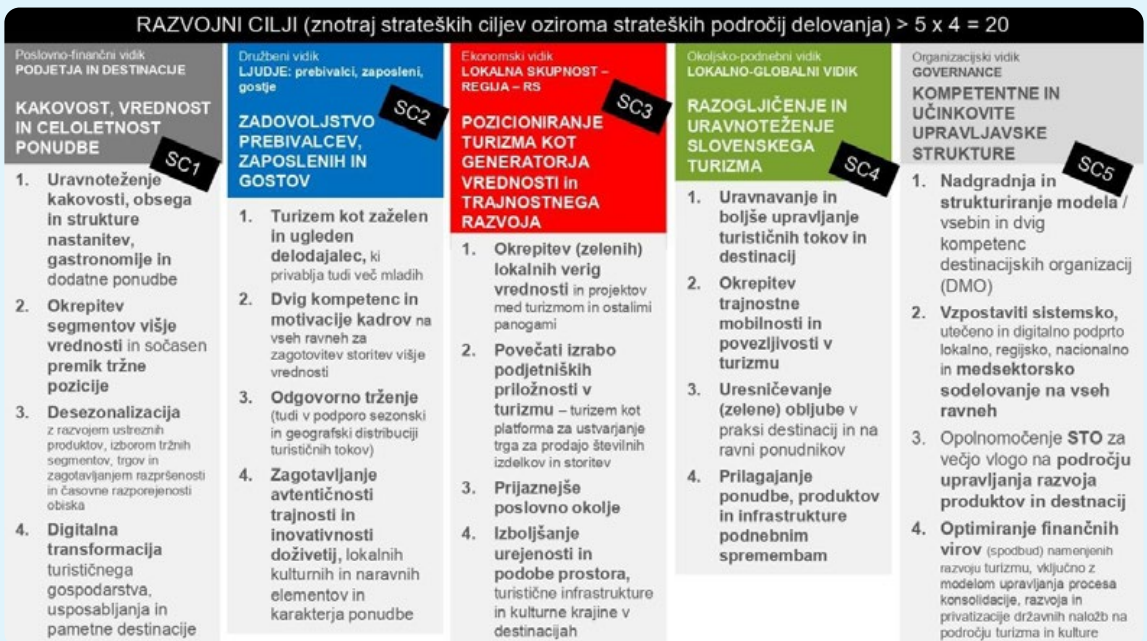 RAZVOJNI CILJI (znotraj strateških ciljev oziroma strateških področij delovanja) > 5 x 4 = 20
Poslovno-finančni vidik
PODJETJA IN DESTINACIJE
KAKOVOST, VREDNOST
IN CELOLETNOST
PONUDBE
SC1
1. Uravnoteženje
kakovosti, obsega
in strukture
nastanitev,
gastronomije in
dodatne ponudbe
2. Okrepitev
segmentov višje
vrednosti in sočasen
premik tržne
pozicije
3. Desezonalizacija
z razvojem ustreznih
produktov, izborom tržnih
segmentov, trgov in
zagotavljanjem razpršenosti
in časovne razporejenosti
obiska
4. Digitalna
transformacija
turističnega
gospodarstva,
usposabljanja in
pametne destinacije
Družbeni vidik
LJUDJE: prebivalci, zaposleni,
gostje
SC2
ZADOVOLJSTVO
PREBIVALCEV,
ZAPOSLENIH IN
GOSTOV
1. Turizem kot zaželen
in ugleden
delodajalec, ki
privablja tudi več mladih
2. Dvig kompetenc in
motivacije kadrov na
vseh ravneh za
zagotovitev storitev višje
vrednosti
3. Odgovorno trženje
(tudi v podporo sezonski
in geografski distribuciji
turističnih tokov)
4. Zagotavljanje
avtentičnosti
trajnosti in
inovativnosti
doživetij, lokalnih
kulturnih in naravnih
elementov in
karakterja ponudbe
Ekonomski vidik
LOKALNA SKUPNOST –
REGIJA – RS
SC3
POZICIONIRANJE
TURIZMA KOT
GENERATORJA
VREDNOSTI in
TRAJNOSTNEGA
RAZVOJA
1. Okrepitev (zelenih)
lokalnih verig
vrednosti in projektov
med turizmom in ostalimi
panogami
2. Povečati izrabo
podjetniških
priložnosti v
turizmu – turizem kot
platforma za ustvarjanje
trga za prodajo številnih
izdelkov in storitev
3. Prijaznejše
poslovno okolje
4. Izboljšanje
urejenosti in
podobe prostora,
turistične infrastrukture
in kulturne krajine v
destinacijah
Okoljsko-podnebni vidik
LOKALNO-GLOBALNI VIDIK
RAZOGLJIČENJE IN
URAVNOTEŽENJE
SLOVENSKEGA
TURIZMA
SC4
1. Uravnavanje in
boljše upravljanje
turističnih tokov in
destinacij
2. Okrepitev
trajnostne
mobilnosti in
povezljivosti v
turizmu
3. Uresničevanje
(zelene) obljube v
praksi destinacij in na
ravni ponudnikov
4. Prilagajanje
ponudbe, produktov
in infrastrukture
podnebnim
spremembam
Organizacijski vidik
GOVERNANCE
KOMPETENTNE IN
UČINKOVITE
UPRAVLJAVSKE
STRUKTURE
SC5
1. Nadgradnja in
strukturiranje modela /
vsebin in dvig
kompetenc
destinacijskih organizacij
(DMO)
2. Vzpostaviti sistemsko,
utečeno in digitalno podprto
lokalno, regijsko, nacionalno
in medsektorsko
sodelovanje na vseh
ravneh
3. Opolnomočenje STO za
večjo vlogo na področju
upravljanja razvoja
produktov in destnacij
4. Optimiranje finančnih
virov (spodbud) namenjenih
razvoju turizmu, vključno z
modelom upravljanja procesa
konsolidacije, razvoja in
privatizacije državnih naložb na
področju turizma in kulture